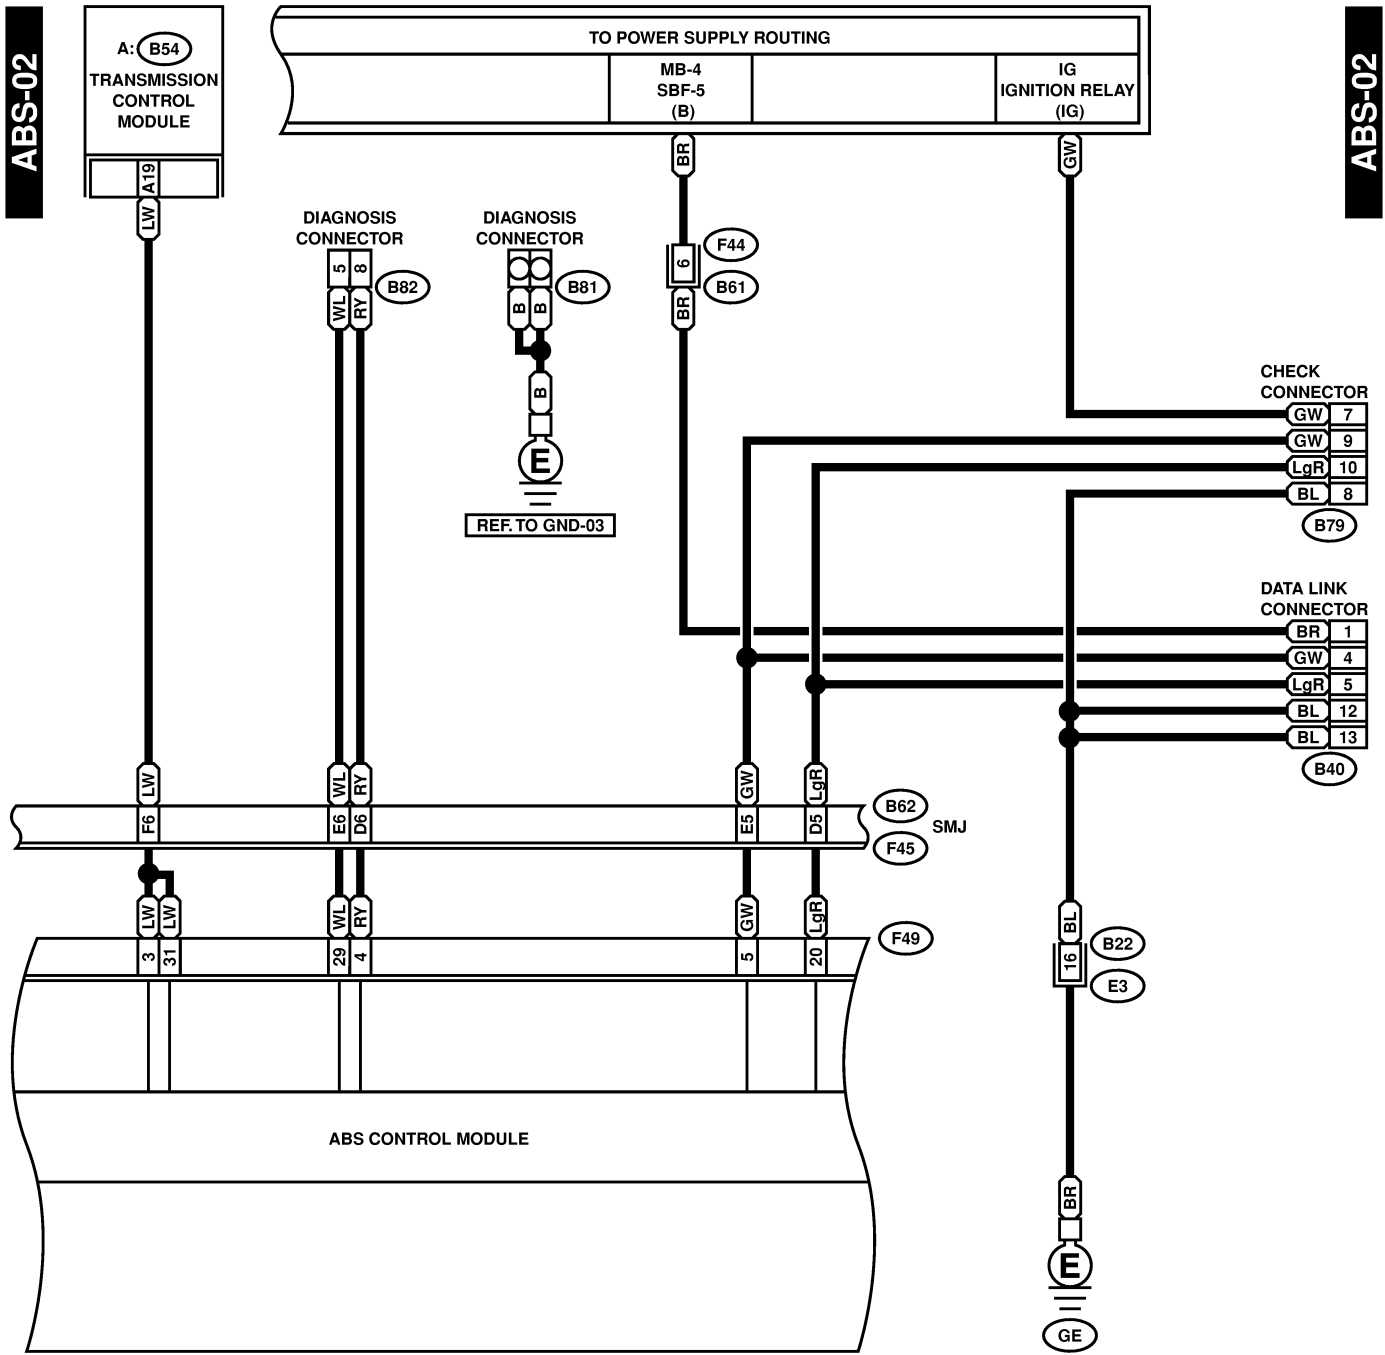 ABS-02
ABS-02
A: B54
TRANSMISSION
CONTROL
MODULE
A19
LW
TO POWER SUPPLY ROUTING
MB-4
SBF-5
(B)
IG
IGNITION RELAY
(IG)
BR
GW
DIAGNOSIS
CONNECTOR
5 8
B82
WL RY
DIAGNOSIS
CONNECTOR
B81
B B
B
E
REF. TO GND-03
F44
6
B61
BR
CHECK
CONNECTOR
GW 7
GW 9
LgR 10
BL 8
B79
DATA LINK
CONNECTOR
BR 1
GW 4
LgR 5
BL 12
BL 13
B40
LW WL RY GW LgR
F6 E6 D6 E5 D5
B62
SMJ
F45
LW LW WL RY GW LgR
3 31 29 4 5 20
F49
ABS CONTROL MODULE
BL
B22
16
E3
BR
E
GE